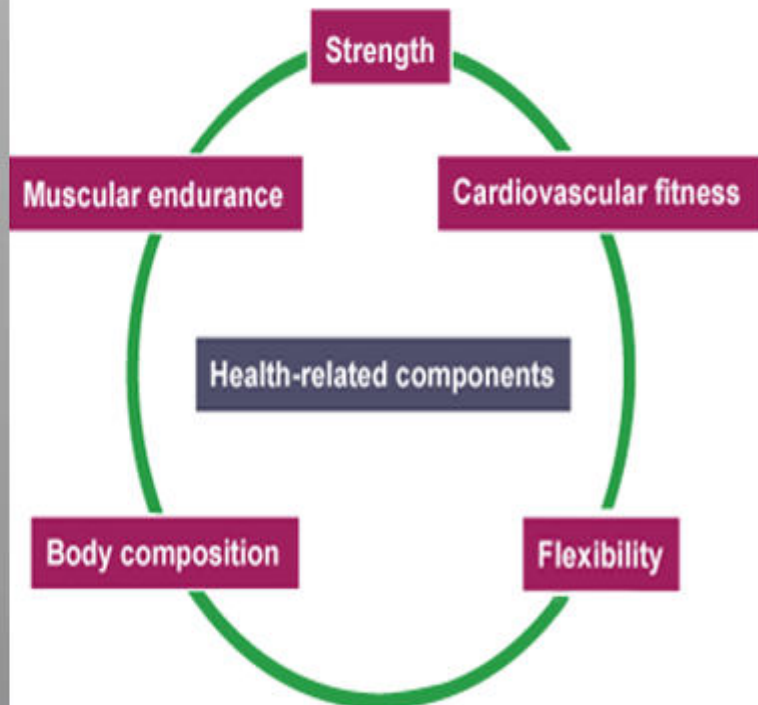 Strength
Muscular endurance
Cardiovascular fitness
Health-related components
Body composition
Flexibility